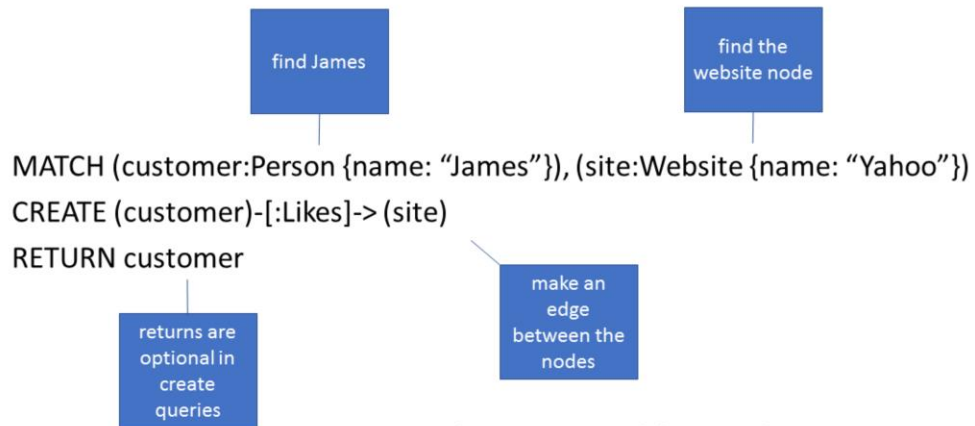 find James
find the
website node
MATCH (customer:Person {name: “James”}), (site:Website {name: “Yahoo”})
CREATE (customer)-[:Likes]-> (site)
RETURN customer
returns are
optional in
create
queries
make an
edge
between the
nodes